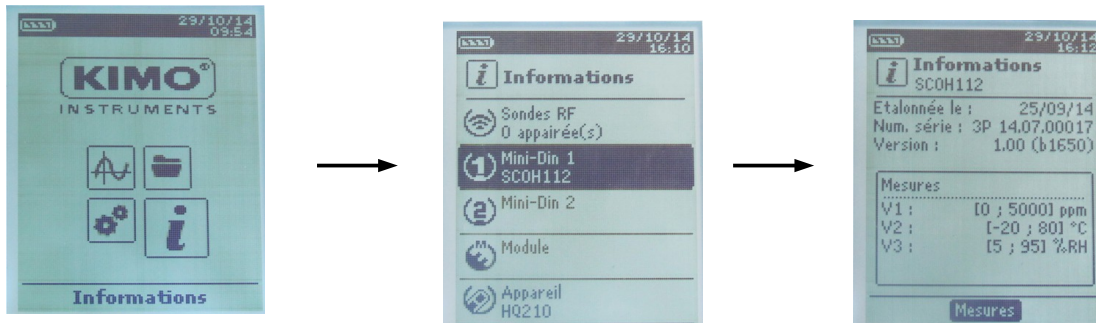 29/10/14
09:54
KIMO®
INSTRUMENTS
Informations
29/10/14
16:10
i Informations
Sondes RF
0 appairée(s)
1 Mini-Din 1
SCOH112
2 Mini-Din 2
M Module
Appareil
HQ210
29/10/14
16:12
i Informations
SCOH112
Etalonnée le : 25/09/14
Num. série : 3P 14.07.00017
Version : 1.00 (b1650)
Mesures
V1 : [0 ; 5000] ppm
V2 : [-20 ; 80] °C
V3 : [5 ; 95] %RH
Mesures